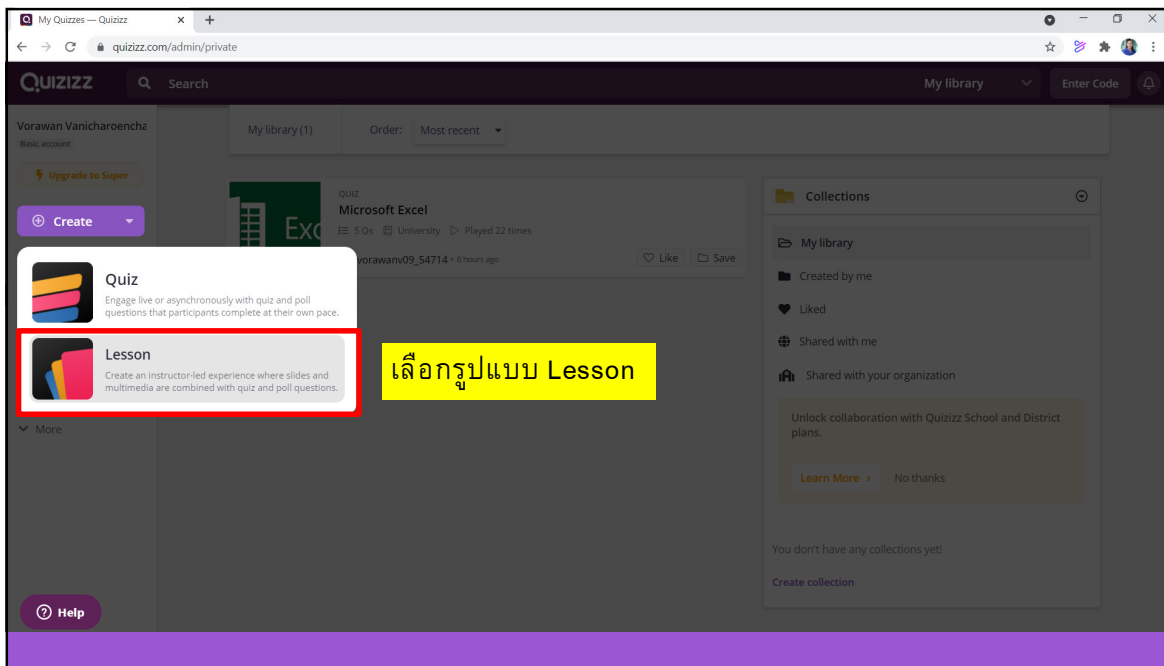 My Quizzes — Quizizz
quizizz.com/admin/private
QUIZIZZ
Search
My library
Enter Code
Vorawan Vanicharoencha
Basic account
Upgrade to Super
Create
My library (1)
Order:
Most recent
QUIZ
Microsoft Excel
5 Qs
University
Played 22 times
vorawanv09_54714 • 6 hours ago
Like
Save
Quiz
Engage live or asynchronously with quiz and poll
questions that participants complete at their own pace.
Lesson
Create an instructor-led experience where slides and
multimedia are combined with quiz and poll questions.
เลือกรูปแบบ Lesson
More
Help
Collections
My library
Created by me
Liked
Shared with me
Shared with your organization
Unlock collaboration with Quizizz School and District
plans.
Learn More >
No thanks
You don't have any collections yet!
Create collection